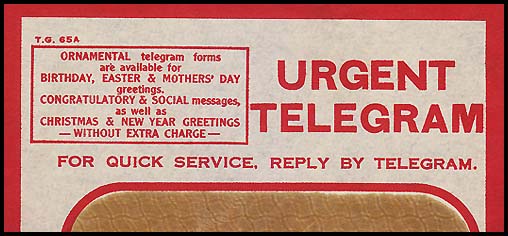 T.G. 65A
ORNAMENTAL telegram forms
are available for
BIRTHDAY, EASTER & MOTHERS' DAY
greetings.
CONGRATULATORY & SOCIAL messages,
as well as
CHRISTMAS & NEW YEAR GREETINGS
— WITHOUT EXTRA CHARGE —
URGENT
TELEGRAM
FOR QUICK SERVICE, REPLY BY TELEGRAM.